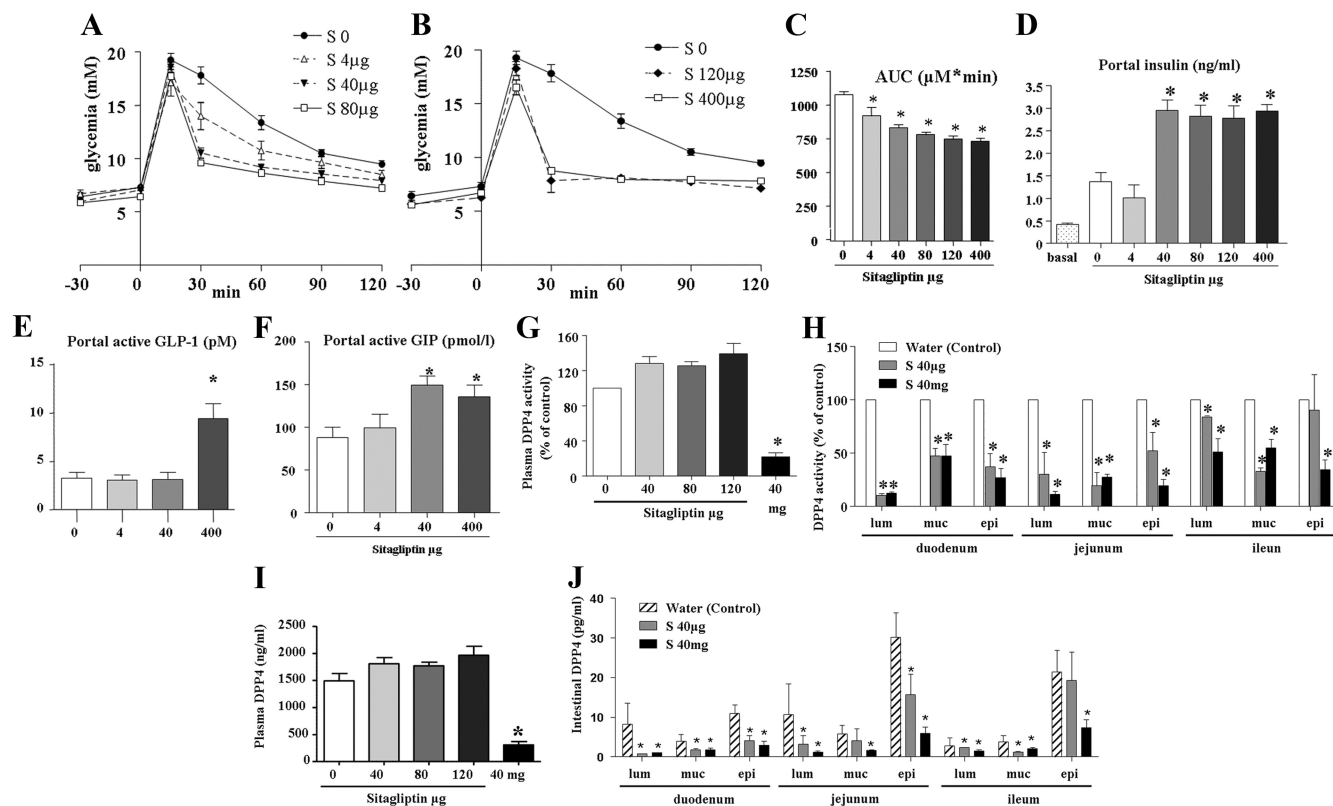 A
glycemia (mM)
20
15
10
5
S 0
S 4µg
S 40µg
S 80µg
-30
0
30
60
90
120
min
B
glycemia (mM)
20
15
10
5
S 0
S 120µg
S 400µg
-30
0
30
60
90
120
min
C
AUC (µM*min)
1250
1000
750
500
250
0
* * * * *
0 4 40 80 120 400
Sitagliptin µg
D
Portal insulin (ng/ml)
3.5
3.0
2.5
2.0
1.5
1.0
0.5
0
* * * *
basal 0 4 40 80 120 400
Sitagliptin µg
E
Portal active GLP-1 (pM)
15
10
5
0
*
0 4 40 400
F
Portal active GIP (pmol/l)
200
150
100
50
0
* *
0 4 40 400
Sitagliptin µg
G
Plasma DPP4 activity
(% of control)
160
120
80
40
0
*
0 40 80 120 40
Sitagliptin µg mg
H
DPP4 activity (% of control)
Water (Control)
S 40µg
S 40mg
150
100
50
0
** * * * * * * * * * * * * * * *
lum muc epi lum muc epi lum muc epi
duodenum jejunum ileun
I
Plasma DPP4 (ng/ml)
2500
2000
1500
1000
500
0
*
0 40 80 120 40 mg
Sitagliptin µg
J
Intestinal DPP4 (pg/ml)
40
30
20
10
0
Water (Control)
S 40µg
S 40mg
* * * * * * * * * * * * * * * *
lum muc epi lum muc epi lum muc epi
duodenum jejunum ileum